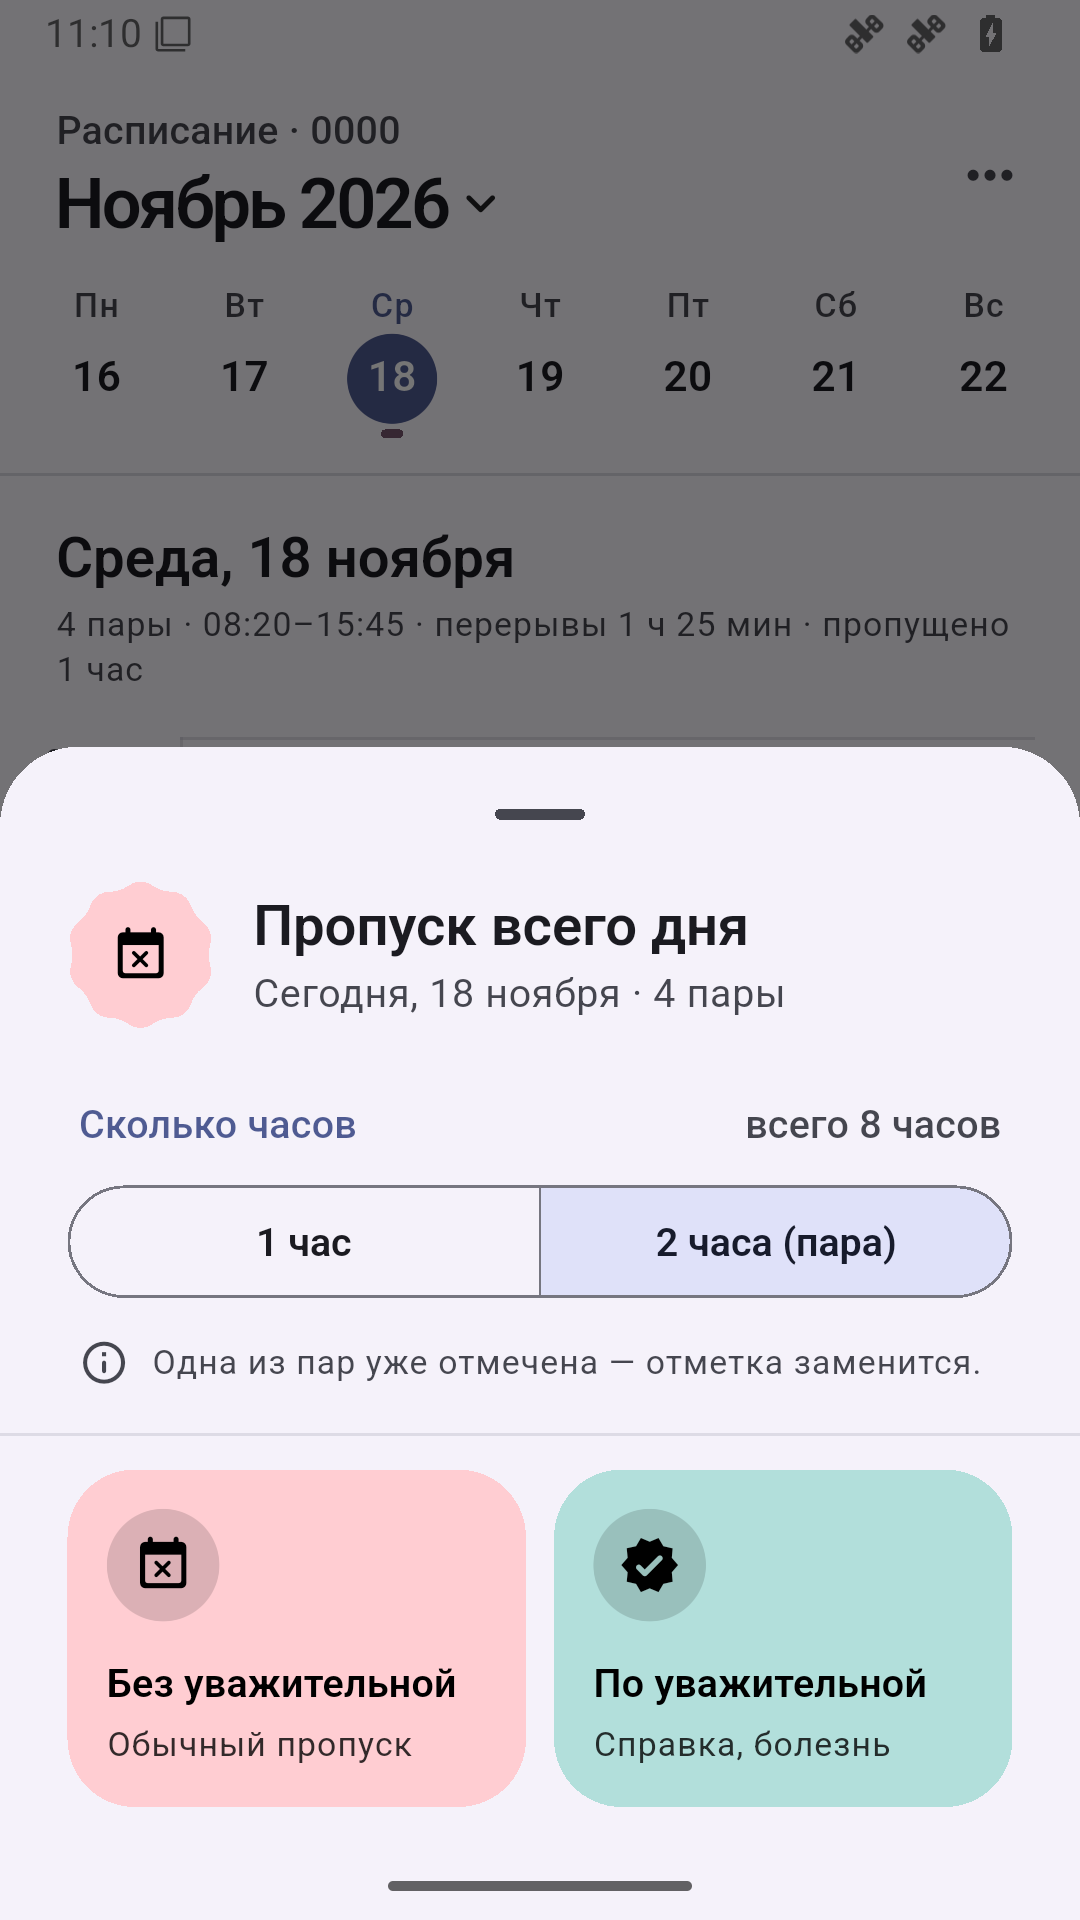 11:10
Расписание · 0000
Ноябрь 2026
Пн Вт Ср Чт Пт Сб Вс
16 17 18 19 20 21 22
Среда, 18 ноября
4 пары · 08:20–15:45 · перерывы 1 ч 25 мин · пропущено
1 час
Пропуск всего дня
Сегодня, 18 ноября · 4 пары
Сколько часов всего 8 часов
1 час 2 часа (пара)
Одна из пар уже отмечена — отметка заменится.
Без уважительной По уважительной
Обычный пропуск Справка, болезнь